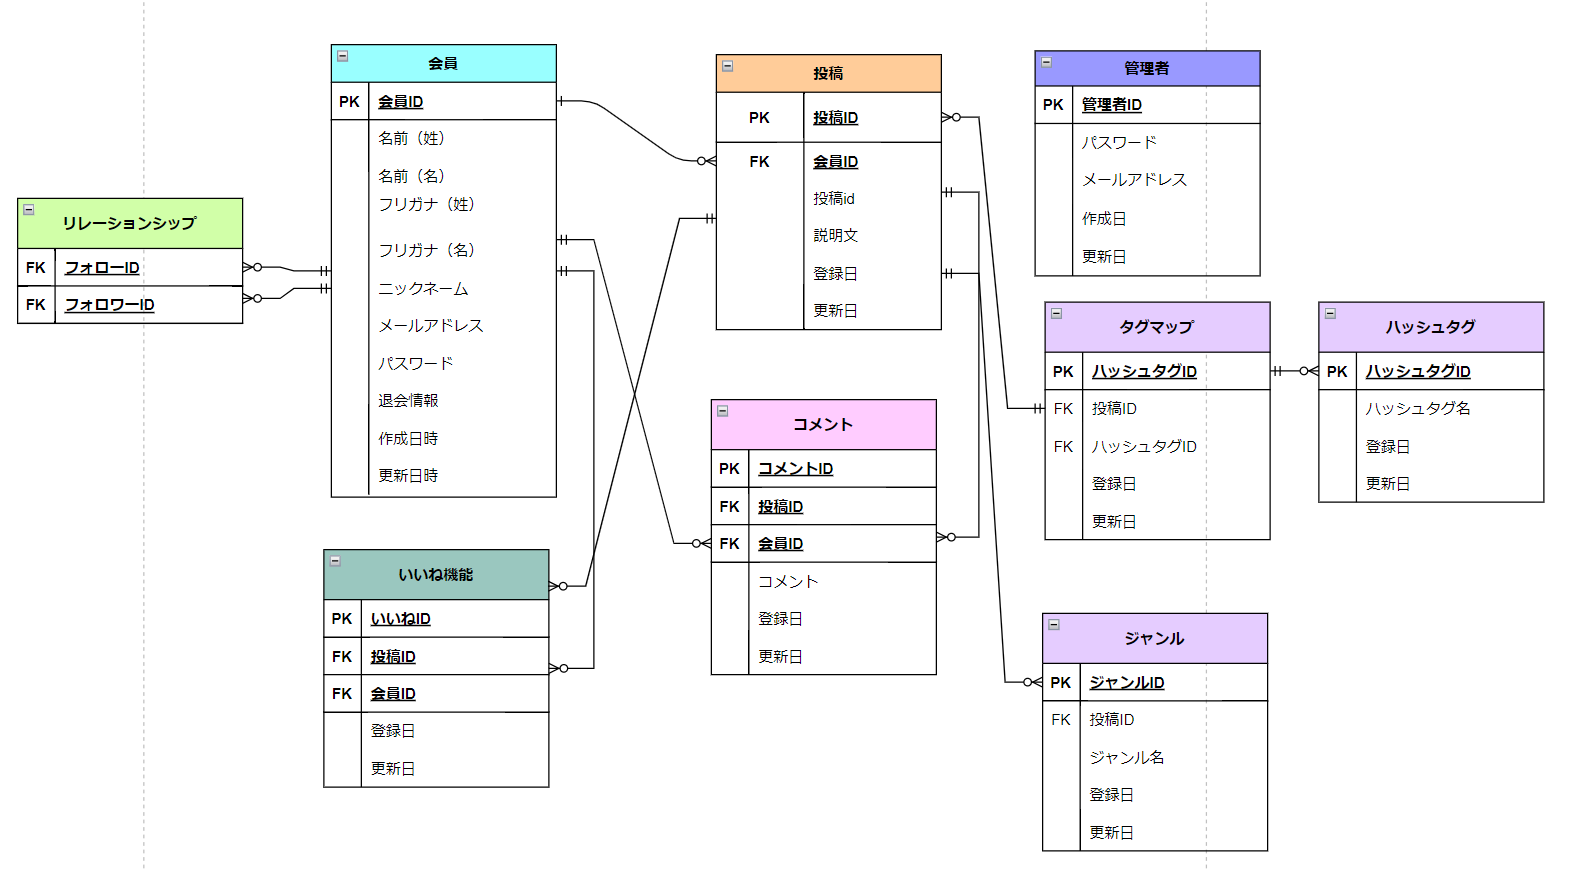 リレーションシップ
FK フォローID
FK フォロワーID
会員
PK 会員ID
名前（姓）
名前（名）
フリガナ（姓）
フリガナ（名）
ニックネーム
メールアドレス
パスワード
退会情報
作成日時
更新日時
いいね機能
PK いいねID
FK 投稿ID
FK 会員ID
登録日
更新日
投稿
PK 投稿ID
FK 会員ID
投稿id
説明文
登録日
更新日
コメント
PK コメントID
FK 投稿ID
FK 会員ID
コメント
登録日
更新日
管理者
PK 管理者ID
パスワード
メールアドレス
作成日
更新日
タグマップ
PK ハッシュタグID
FK 投稿ID
FK ハッシュタグID
登録日
更新日
ハッシュタグ
PK ハッシュタグID
ハッシュタグ名
登録日
更新日
ジャンル
PK ジャンルID
FK 投稿ID
ジャンル名
登録日
更新日